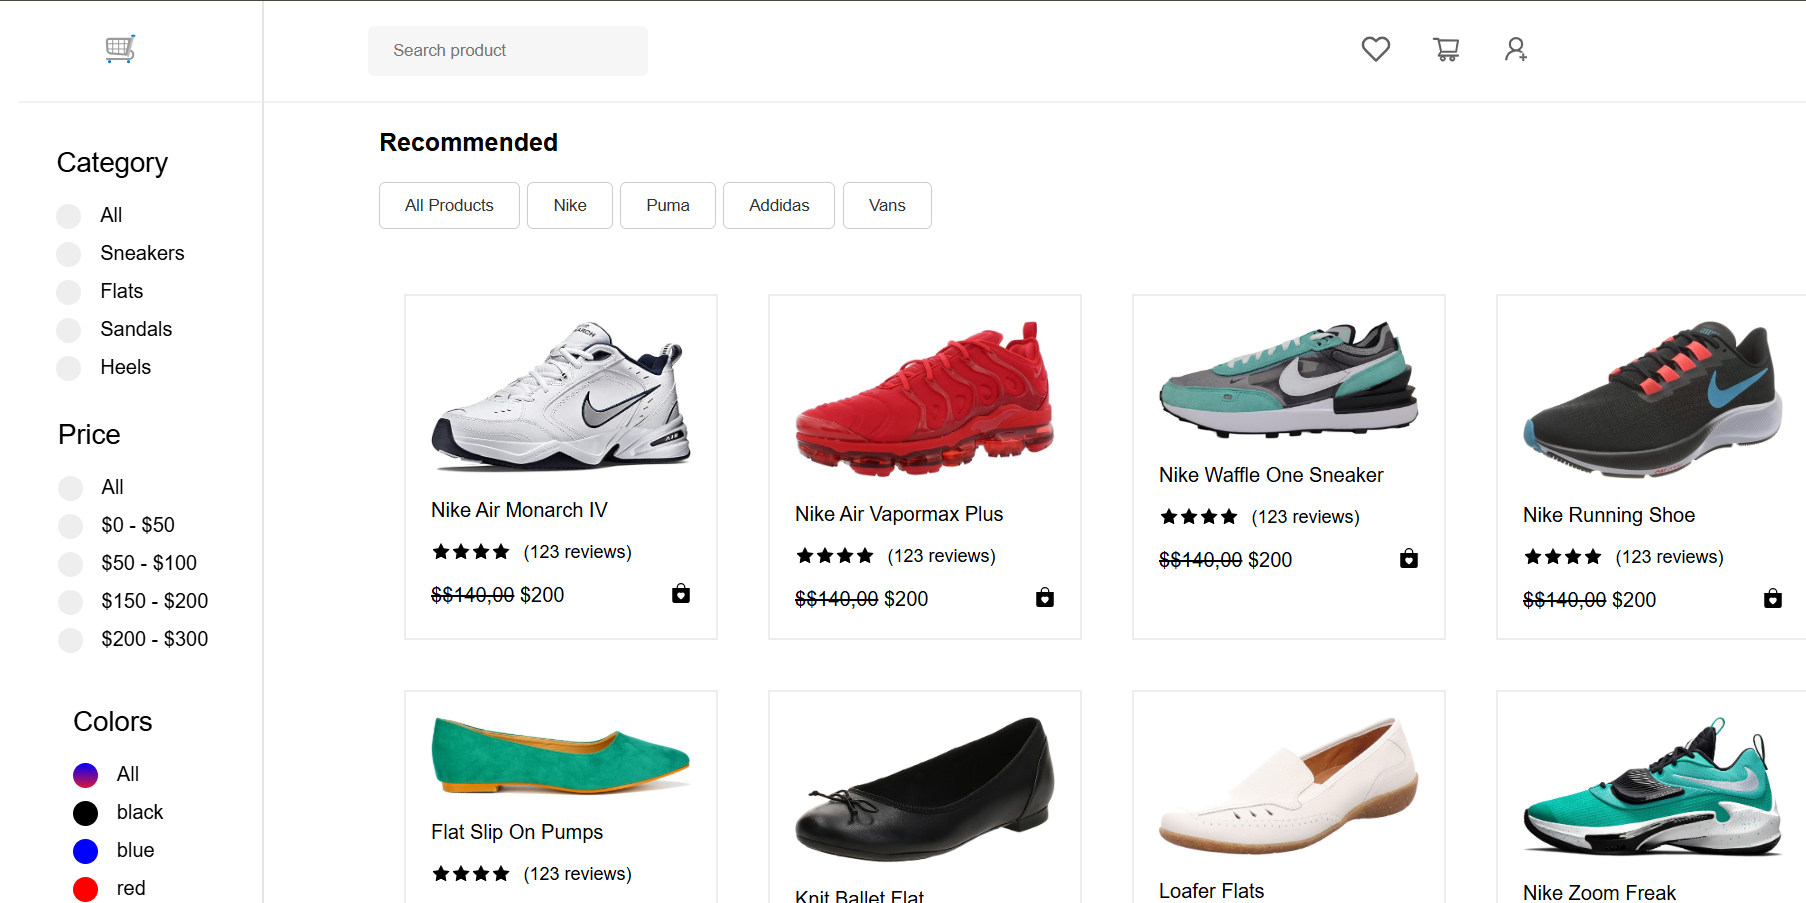 Search product
Category
All
Sneakers
Flats
Sandals
Heels
Price
All
$0 - $50
$50 - $100
$150 - $200
$200 - $300
Colors
All
black
blue
red
Recommended
All Products
Nike
Puma
Addidas
Vans
Nike Air Monarch IV
(123 reviews)
$$140,00 $200
Nike Air Vapormax Plus
(123 reviews)
$$140,00 $200
Nike Waffle One Sneaker
(123 reviews)
$$140,00 $200
Nike Running Shoe
(123 reviews)
$$140,00 $200
Flat Slip On Pumps
(123 reviews)
Knit Ballet Flat
Loafer Flats
Nike Zoom Freak